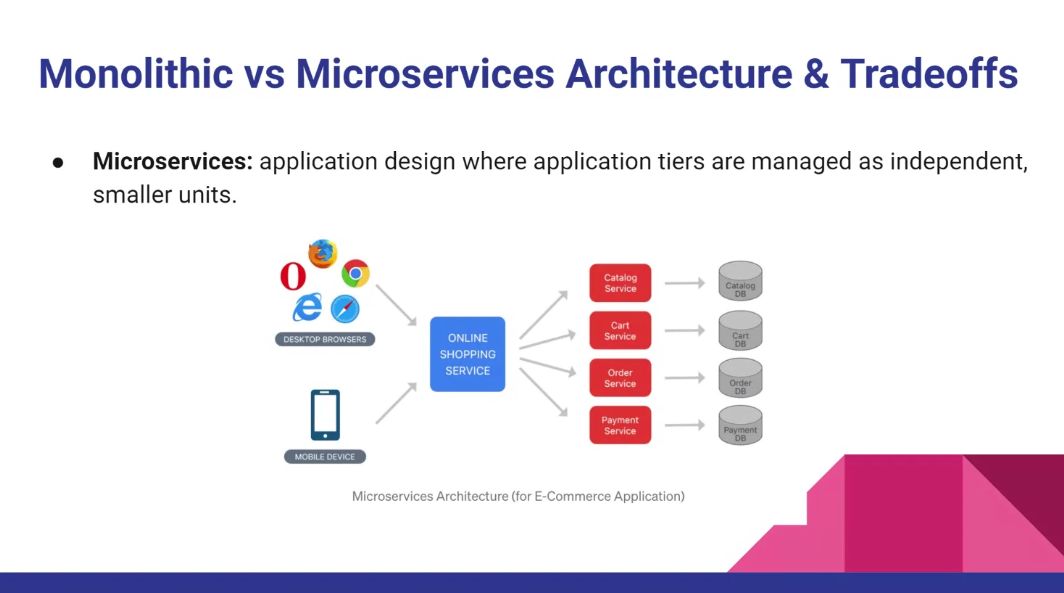 Monolithic vs Microservices Architecture & Tradeoffs
● Microservices: application design where application tiers are managed as independent,
smaller units.
DESKTOP BROWSERS
MOBILE DEVICE
ONLINE
SHOPPING
SERVICE
Catalog
Service
Catalog
DB
Cart
Service
Cart
DB
Order
Service
Order
DB
Payment
Service
Payment
DB
Microservices Architecture (for E-Commerce Application)